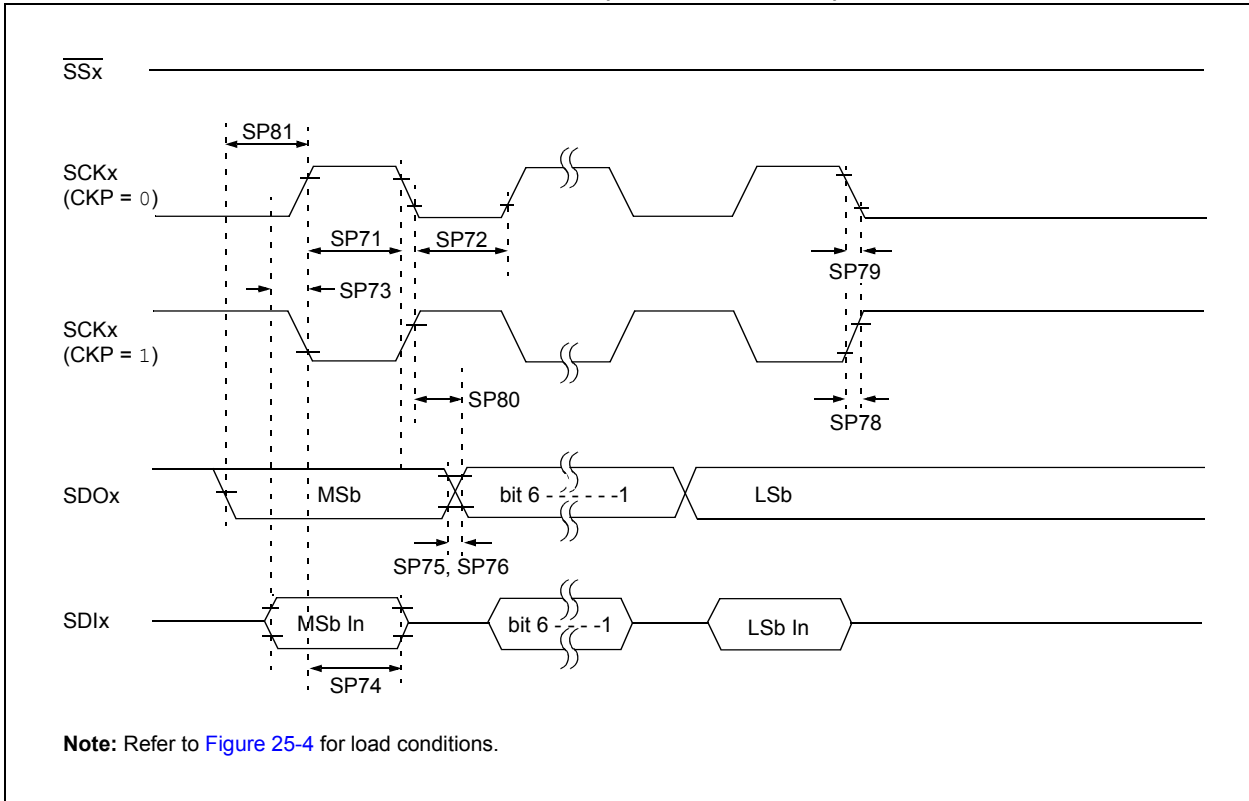 SSx
SP81
SCKx
(CKP = 0)
SP71
SP72
SP79
SP73
SCKx
(CKP = 1)
SP80
SP78
SDOx
MSb
bit 6 - - - - - -1
LSb
SP75, SP76
SDIx
MSb In
bit 6 - - - -1
LSb In
SP74
Note: Refer to Figure 25-4 for load conditions.